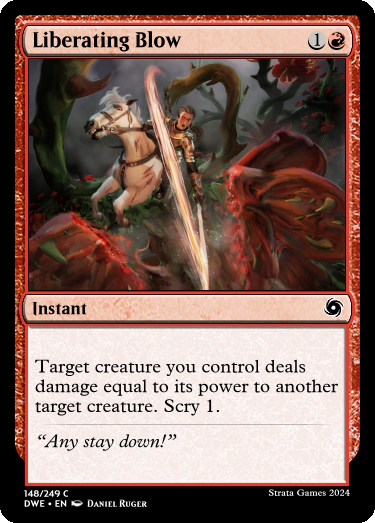 Liberating Blow 1
Instant
Target creature you control deals
damage equal to its power to another
target creature. Scry 1.
“Any stay down!”
148/249 C
DWE • EN Daniel Ruger
Strata Games 2024